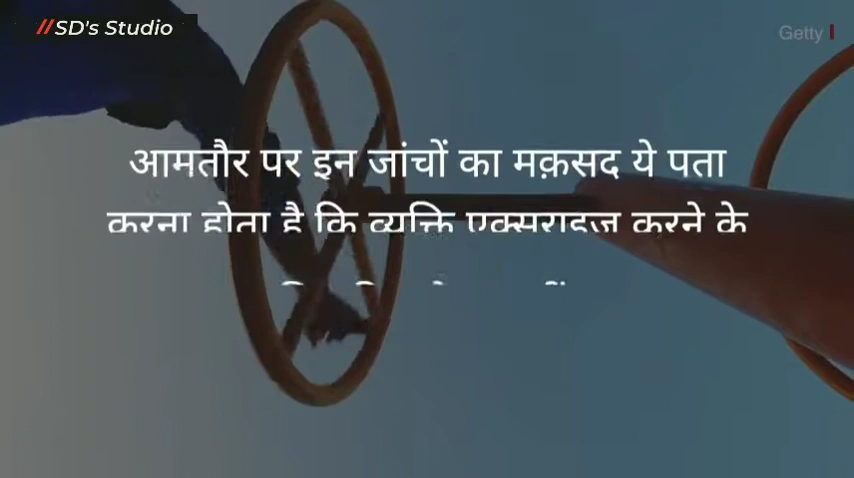 //SD's Studio
Getty
आमतौर पर इन जांचों का मक़सद ये पता
करना होता है कि व्यक्ति एक्सरसाइज़ करने के